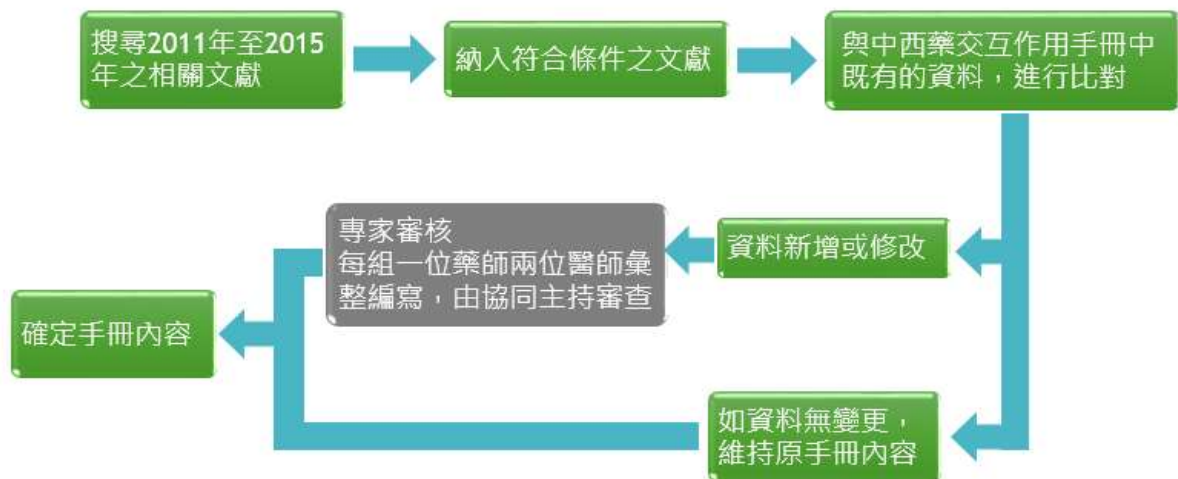 搜尋2011年至2015
年之相關文獻
納入符合條件之文獻
與中西藥交互作用手冊中
既有的資料，進行比對
資料新增或修改
專家審核
每組一位藥師兩位醫師彙
整編寫，由協同主持審查
確定手冊內容
如資料無變更，
維持原手冊內容